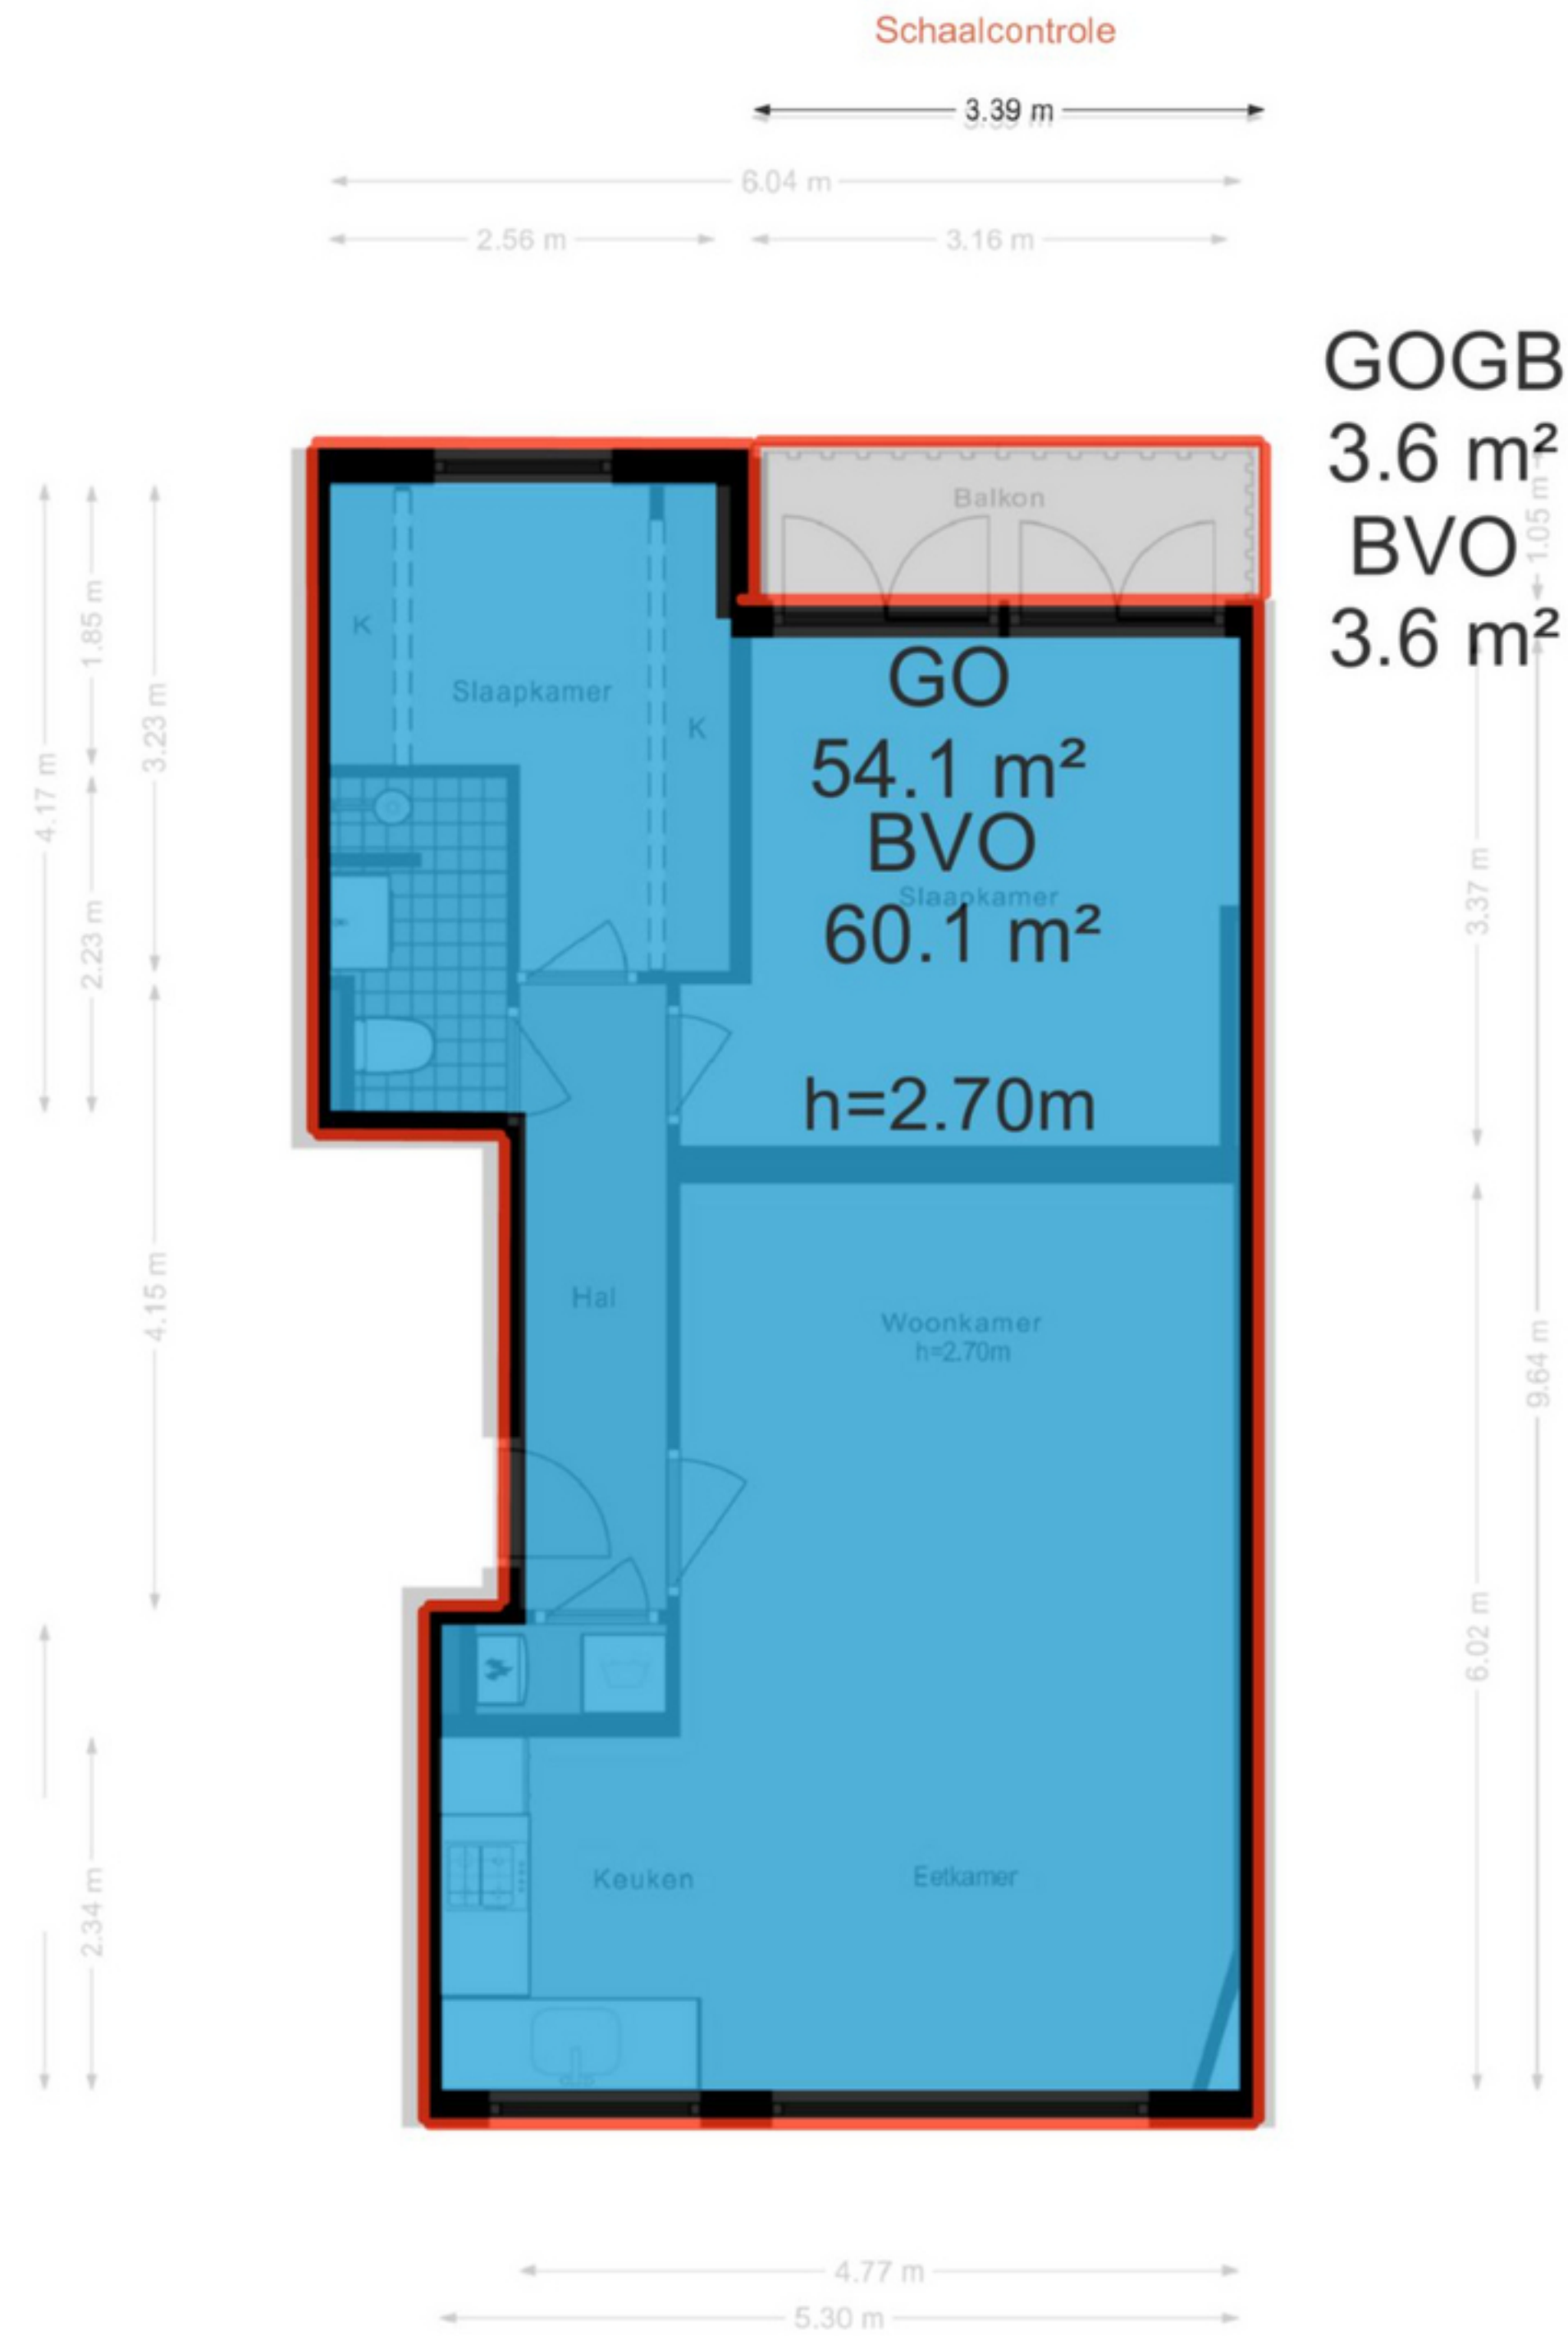 Schaalcontrole
3.39 m
6.04 m
2.56 m
3.16 m
GOGB
3.6 m²
BVO
3.6 m²
1.05 m
Balkon
K
Slaapkamer
K
GO
54.1 m²
BVO
60.1 m²
Slaapkamer
h=2.70m
4.17 m
1.85 m
3.23 m
2.23 m
3.37 m
4.15 m
Hal
Woonkamer
h=2.70m
9.64 m
6.02 m
Keuken
Eetkamer
2.34 m
4.77 m
5.30 m